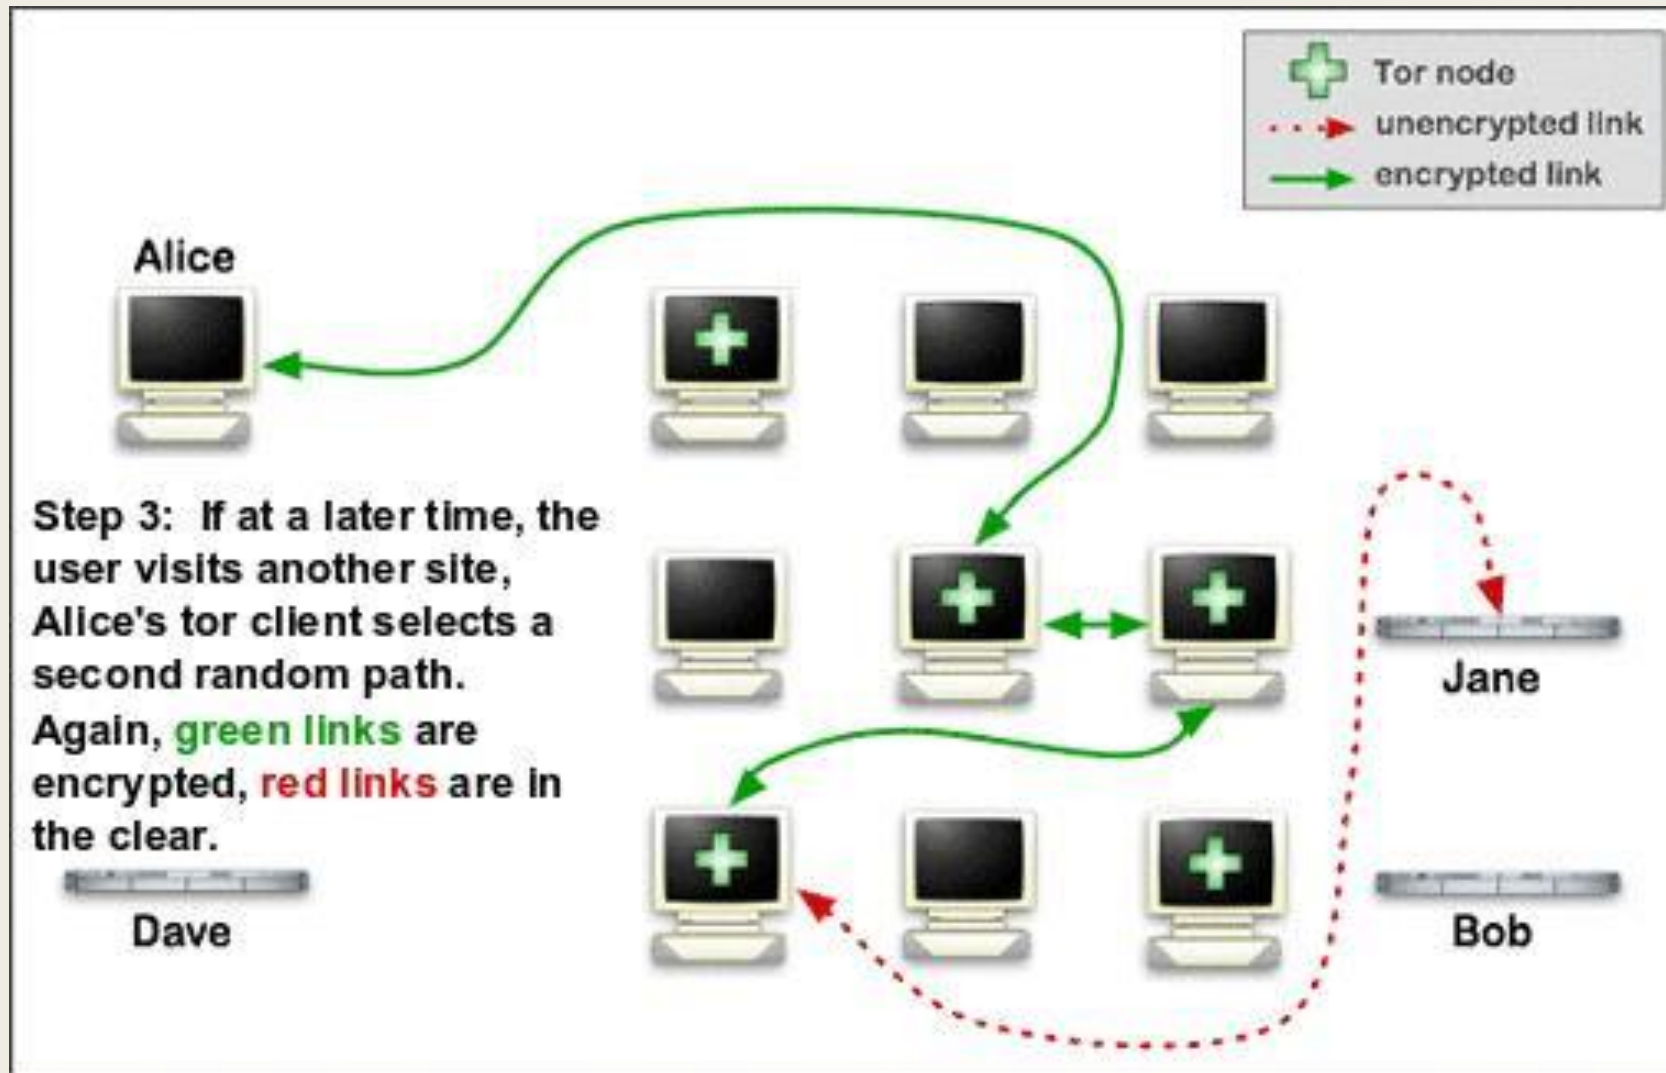 Tor node
unencrypted link
encrypted link
Alice
Step 3: If at a later time, the
user visits another site,
Alice's tor client selects a
second random path.
Again, green links are
encrypted, red links are in
the clear.
Jane
Dave
Bob